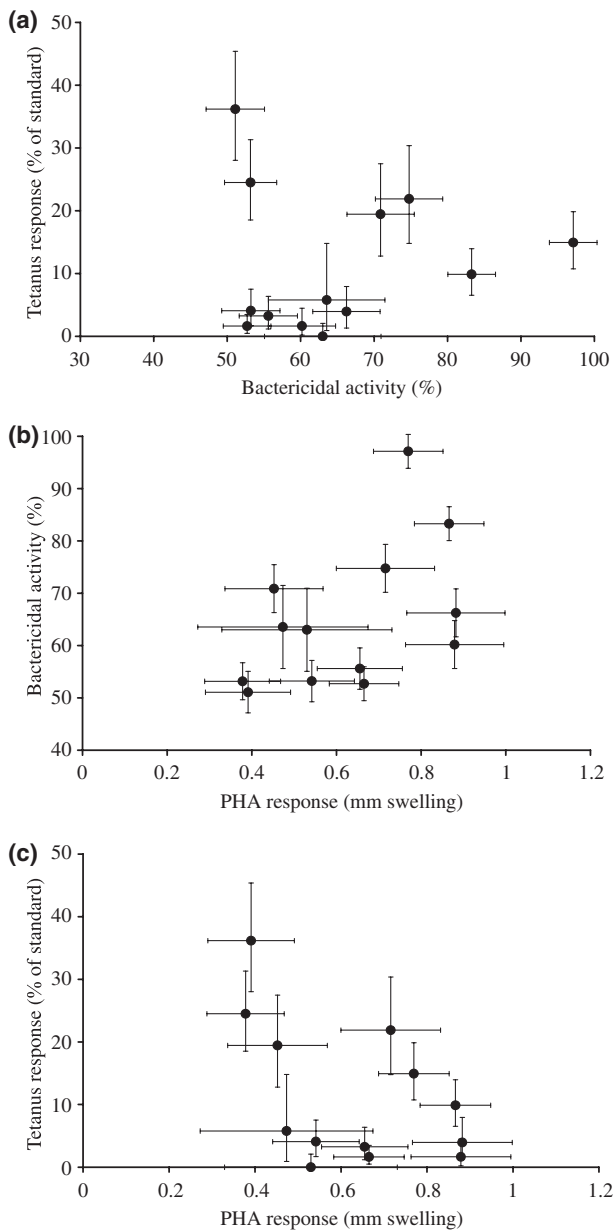 (a)
Tetanus response (% of standard)
50
40
30
20
10
0
30 40 50 60 70 80 90 100
Bactericidal activity (%)
(b)
Bactericidal activity (%)
100
90
80
70
60
50
40
0 0.2 0.4 0.6 0.8 1 1.2
PHA response (mm swelling)
(c)
Tetanus response (% of standard)
50
40
30
20
10
0
0 0.2 0.4 0.6 0.8 1 1.2
PHA response (mm swelling)